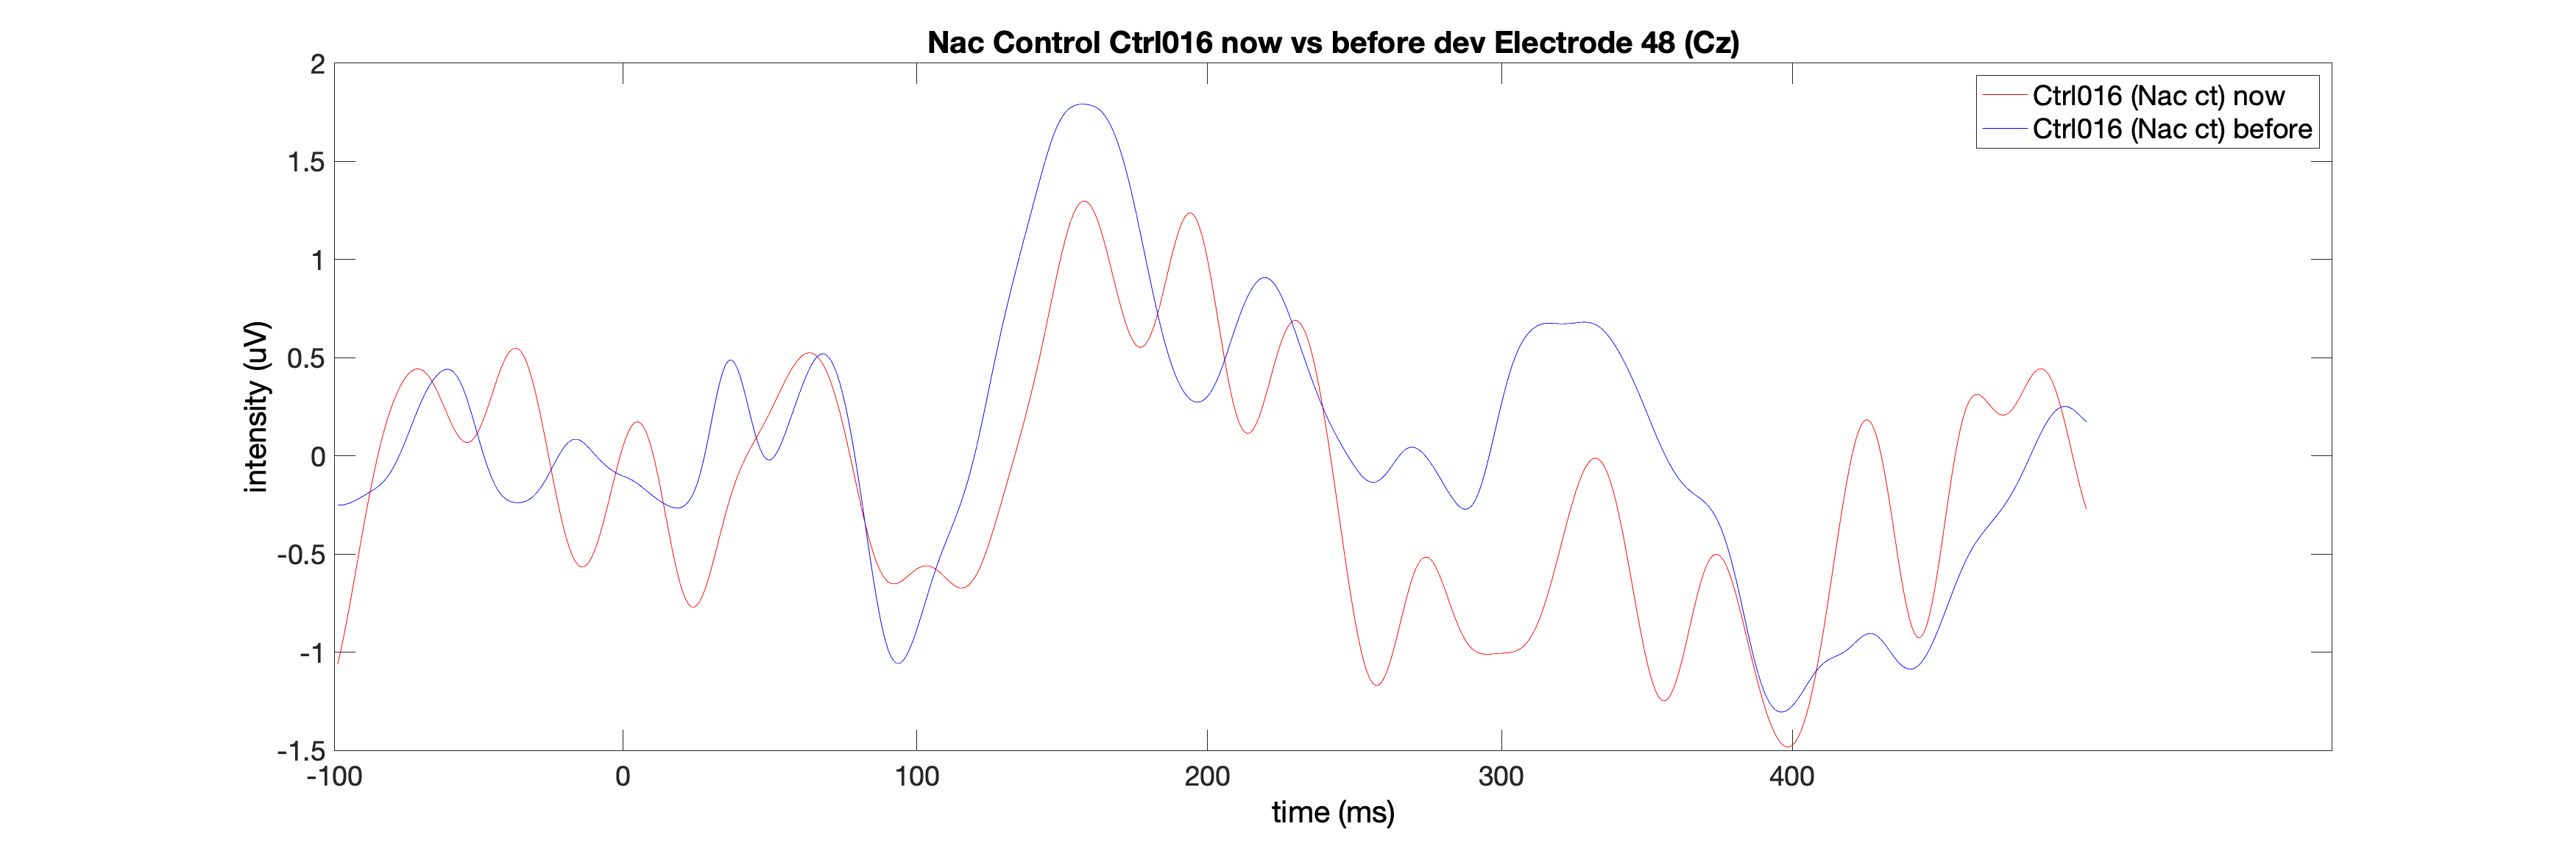 Nac Control Ctrl016 now vs before dev Electrode 48 (Cz)
Ctrl016 (Nac ct) now
Ctrl016 (Nac ct) before
intensity (uV)
2
1.5
1
0.5
0
-0.5
-1
-1.5
-100 0 100 200 300 400
time (ms)